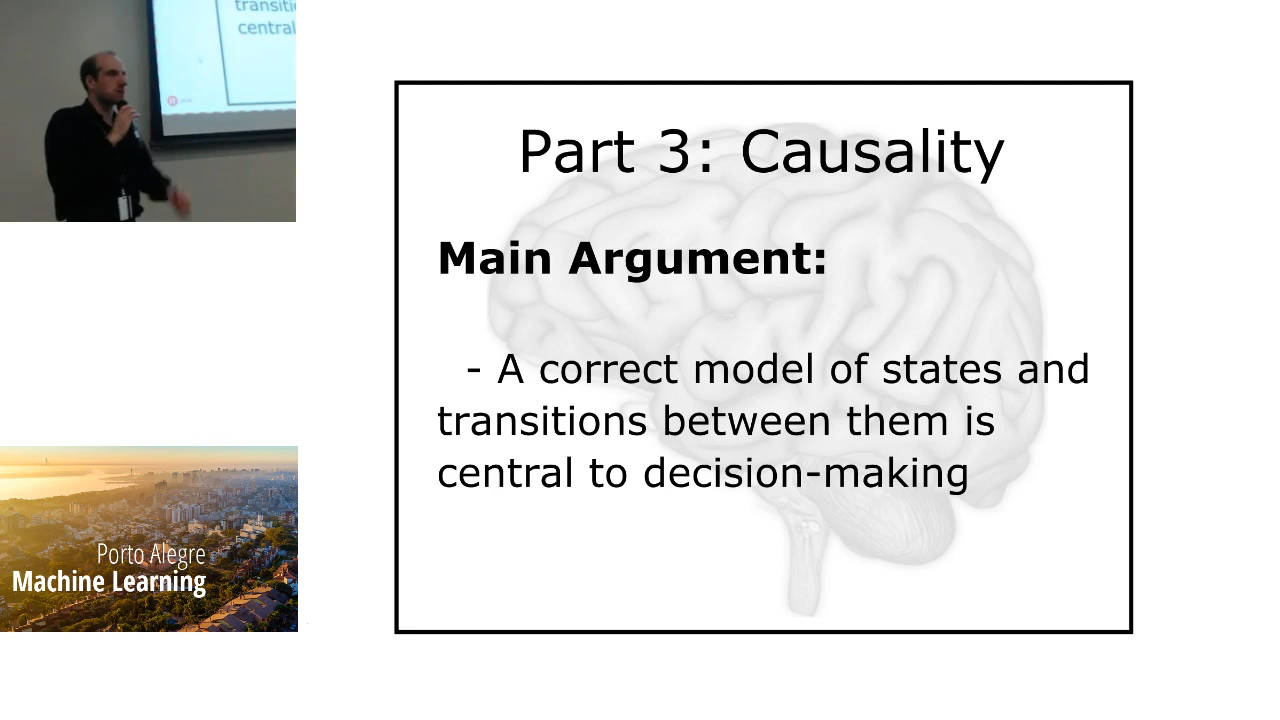 transitio
central
Part 3: Causality
Main Argument:
- A correct model of states and
transitions between them is
central to decision-making
Porto Alegre
Machine Learning